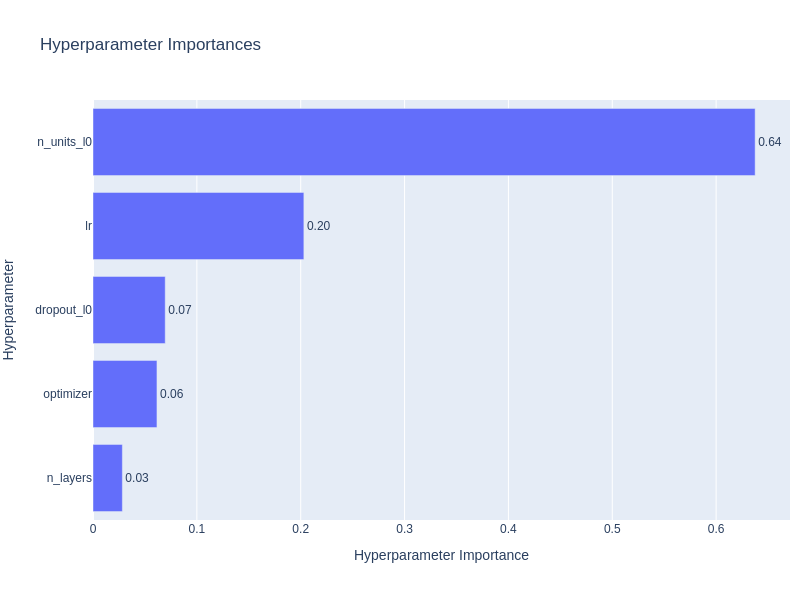 Hyperparameter Importances
Hyperparameter
n_units_l0
0.64
lr
0.20
dropout_l0
0.07
optimizer
0.06
n_layers
0.03
0
0.1
0.2
0.3
0.4
0.5
0.6
Hyperparameter Importance